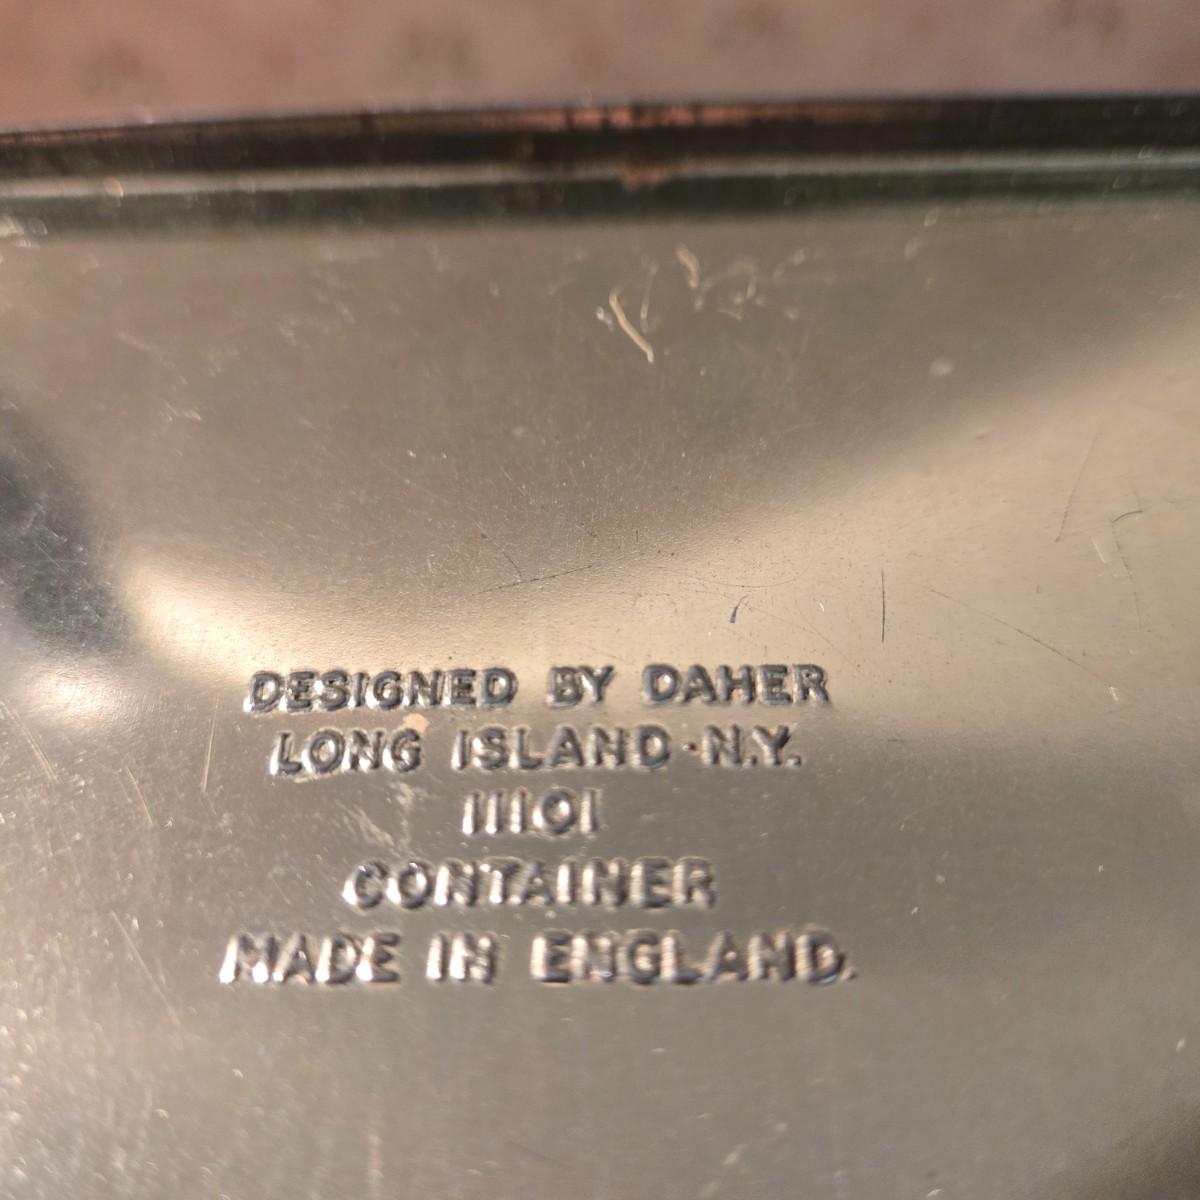 DESIGNED BY DAHER
LONG ISLAND·N.Y.
11101
CONTAINER
MADE IN ENGLAND.